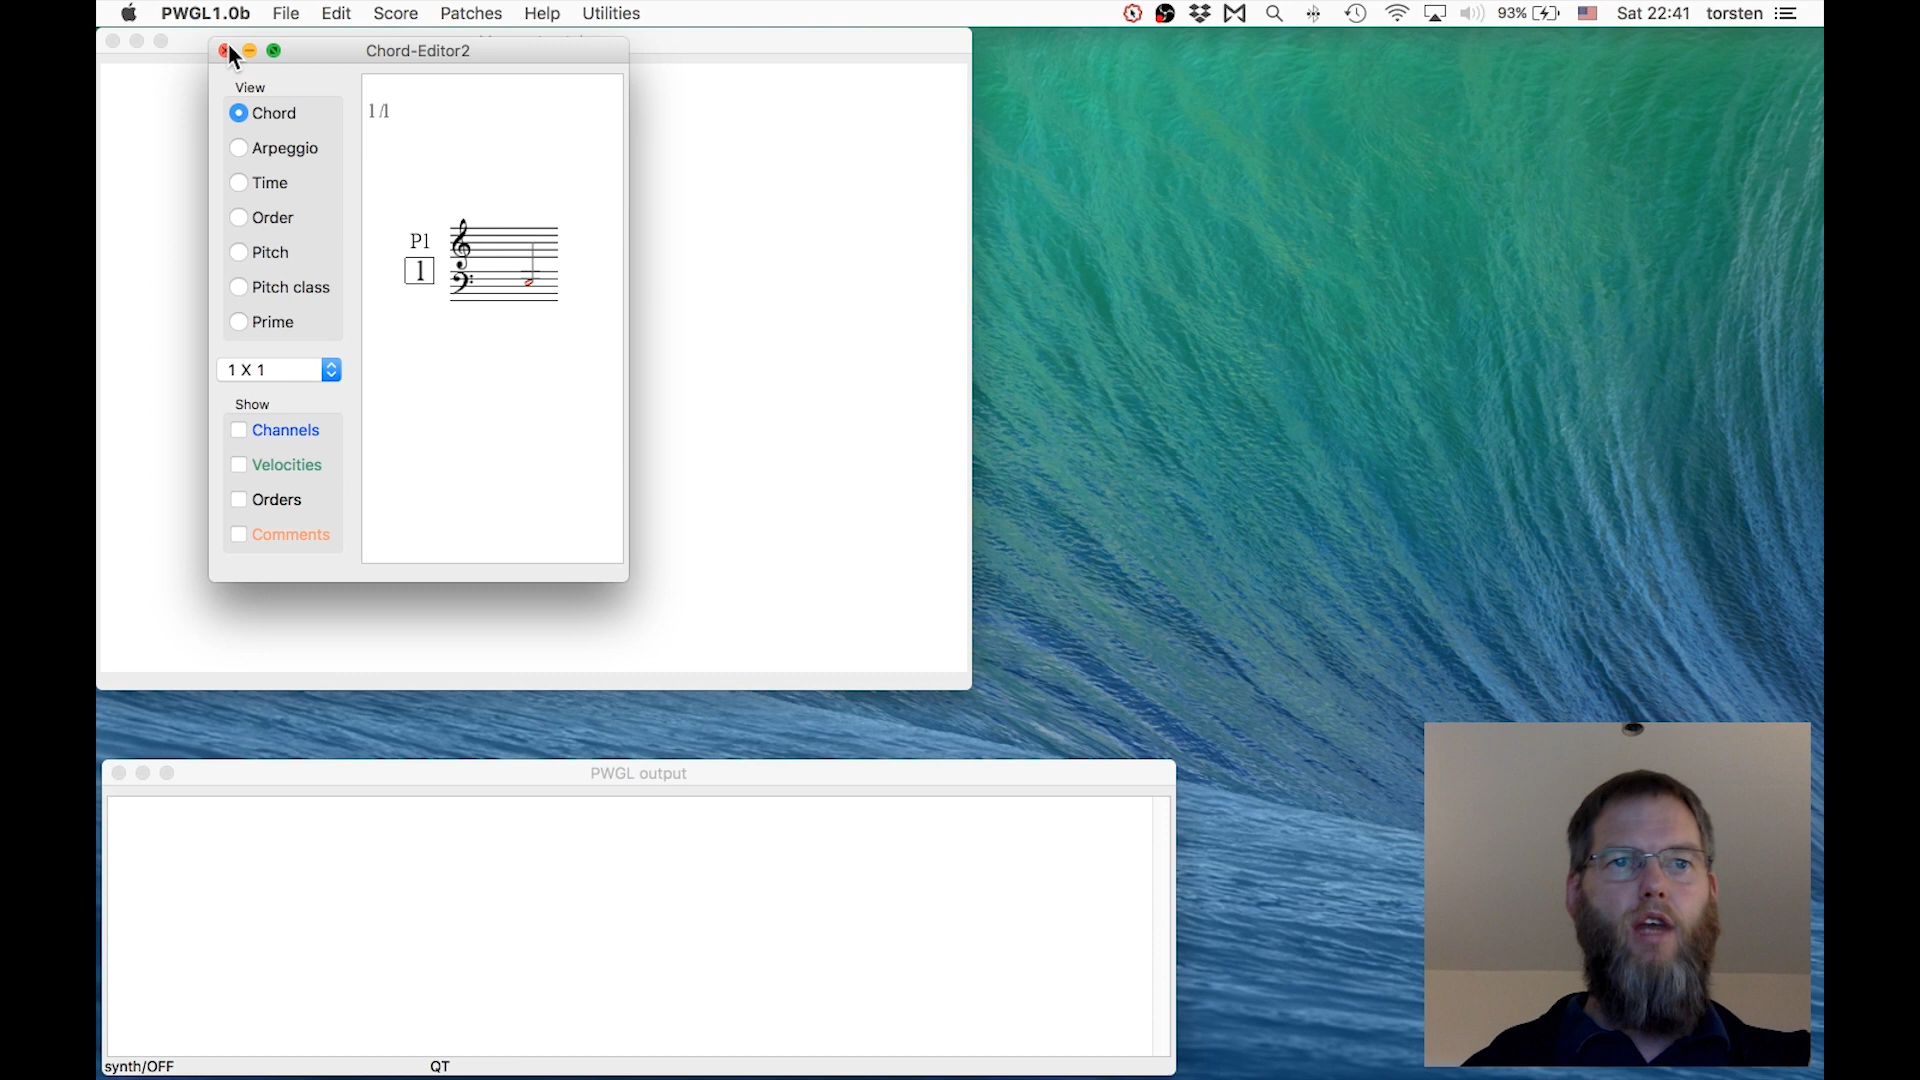 PWGL1.0b File Edit Score Patches Help Utilities 93% Sat 22:41 torsten
Chord-Editor2
View
Chord
Arpeggio
Time
Order
Pitch
Pitch class
Prime
1 X 1
Show
Channels
Velocities
Orders
Comments
1 /1
P1
1
PWGL output
synth/OFF QT